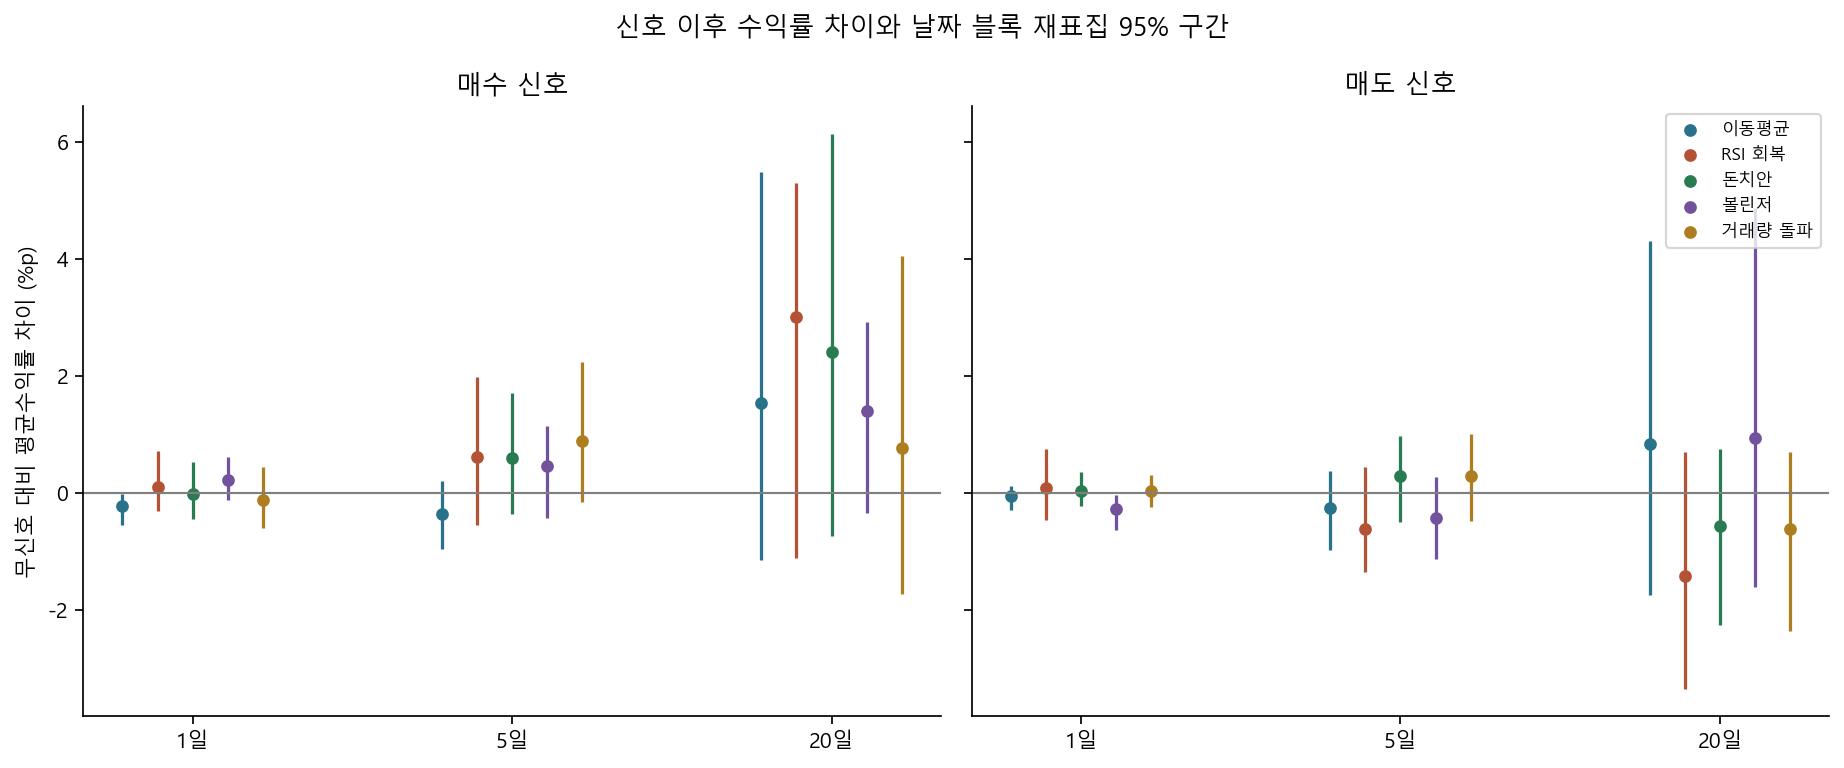 신호 이후 수익률 차이와 날짜 블록 재표집 95% 구간
매수 신호
매도 신호
무신호 대비 평균수익률 차이 (%p)
6
4
2
0
-2
1일
5일
20일
1일
5일
20일
이동평균
RSI 회복
돈치안
볼린저
거래량 돌파